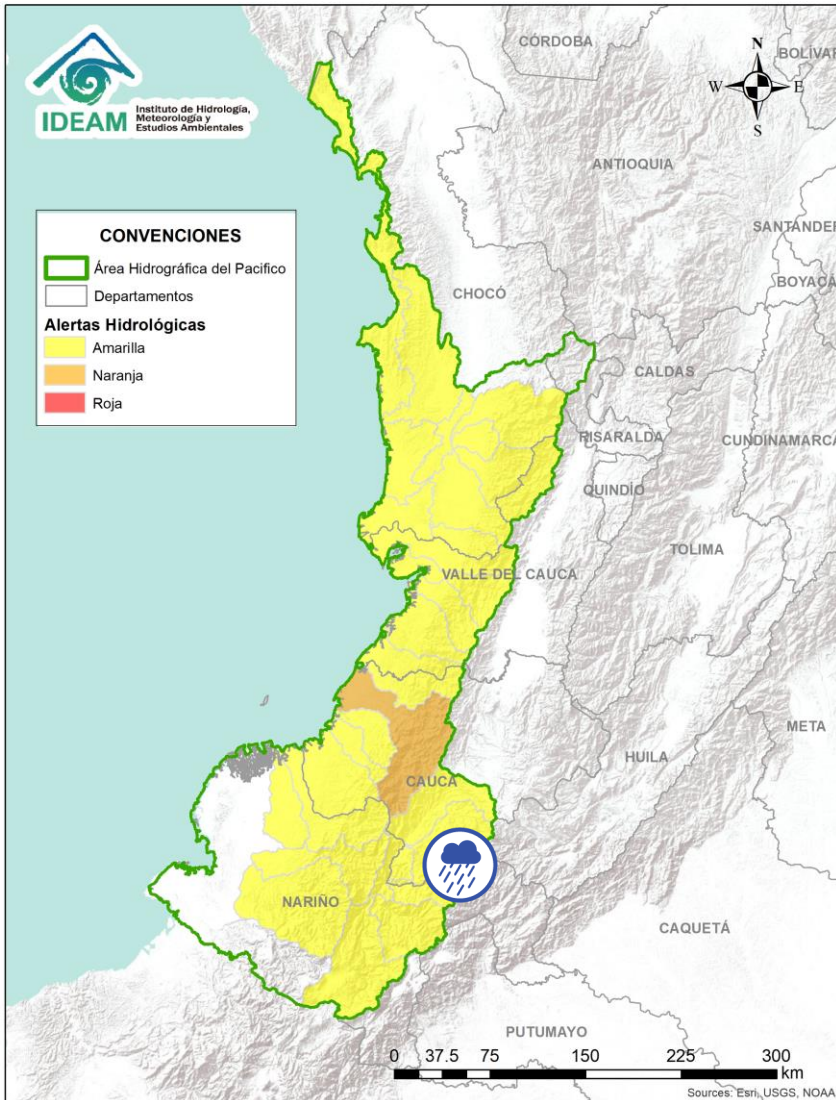 IDEAM
Instituto de Hidrología,
Meteorología y
Estudios Ambientales
CÓRDOBA
BOLÍVAR
N
W
E
S
ANTIOQUIA
SANTANDER
CONVENCIONES
Área Hidrográfica del Pacifico
Departamentos
Alertas Hidrológicas
Amarilla
Naranja
Roja
BOYACÁ
CHOCÓ
CALDAS
RISARALDA
CUNDINAMARCA
QUINDÍO
TOLIMA
VALLE DEL CAUCA
META
HUILA
CAUCA
NARIÑO
CAQUETÁ
PUTUMAYO
0 37.5 75 150 225 300
km
Sources: Esri, USGS, NOAA